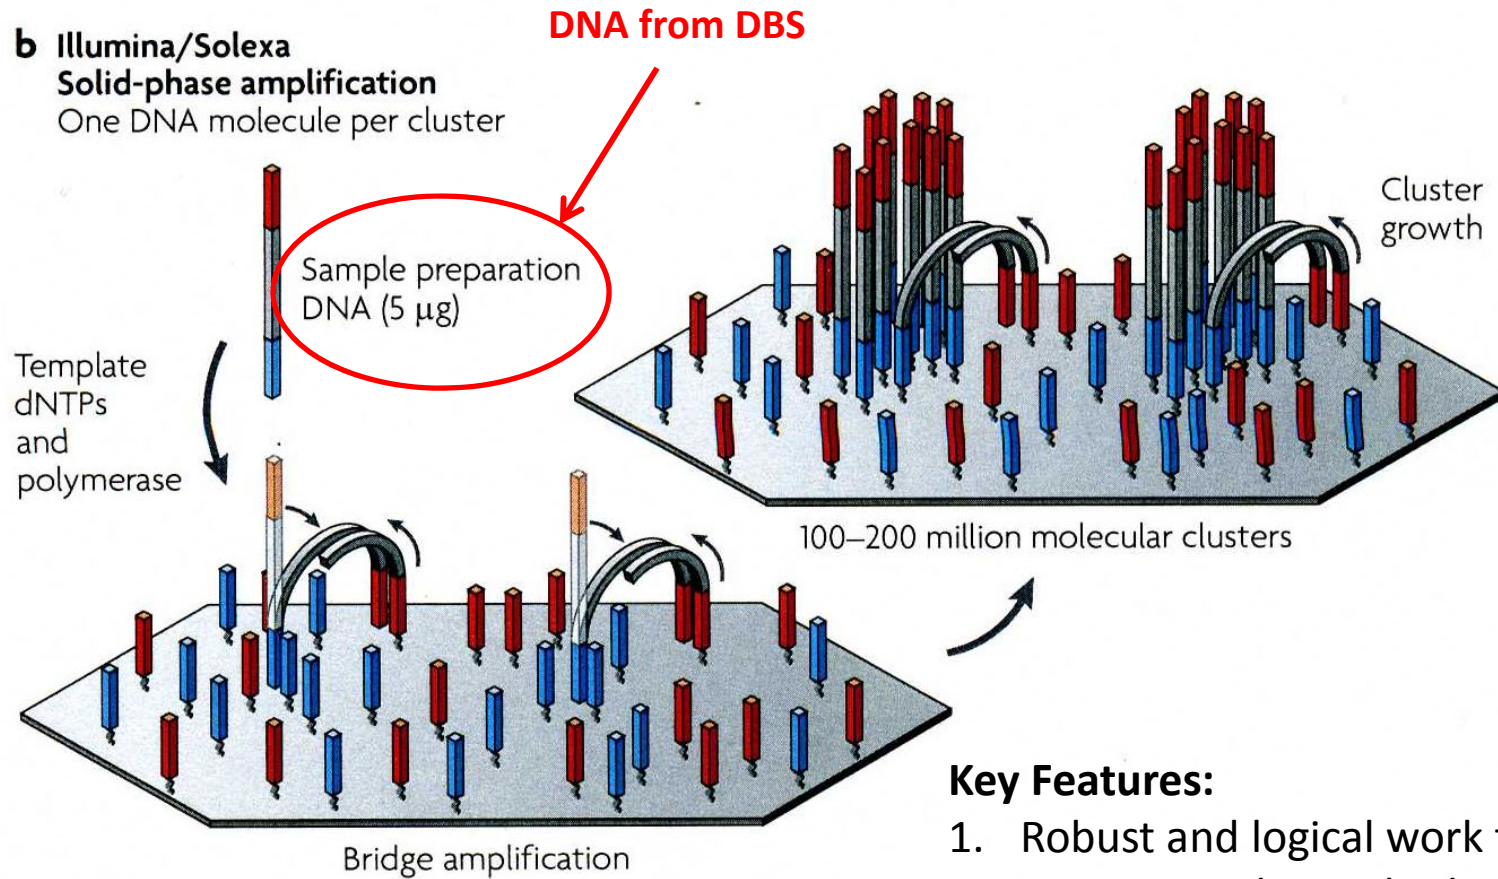 DNA from DBS
b Illumina/Solexa
Solid-phase amplification
One DNA molecule per cluster
Sample preparation
DNA (5 μg)
Template
dNTPs
and
polymerase
Cluster
growth
100–200 million molecular clusters
Bridge amplification
Key Features:
1. Robust and logical work